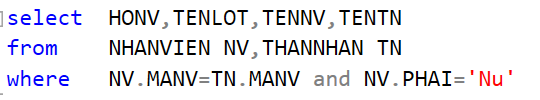 select HONV,TENLOT,TENNV,TENTN
from NHANVIEN NV,THANNHAN TN
where NV.MANV=TN.MANV and NV.PHAI='Nu'